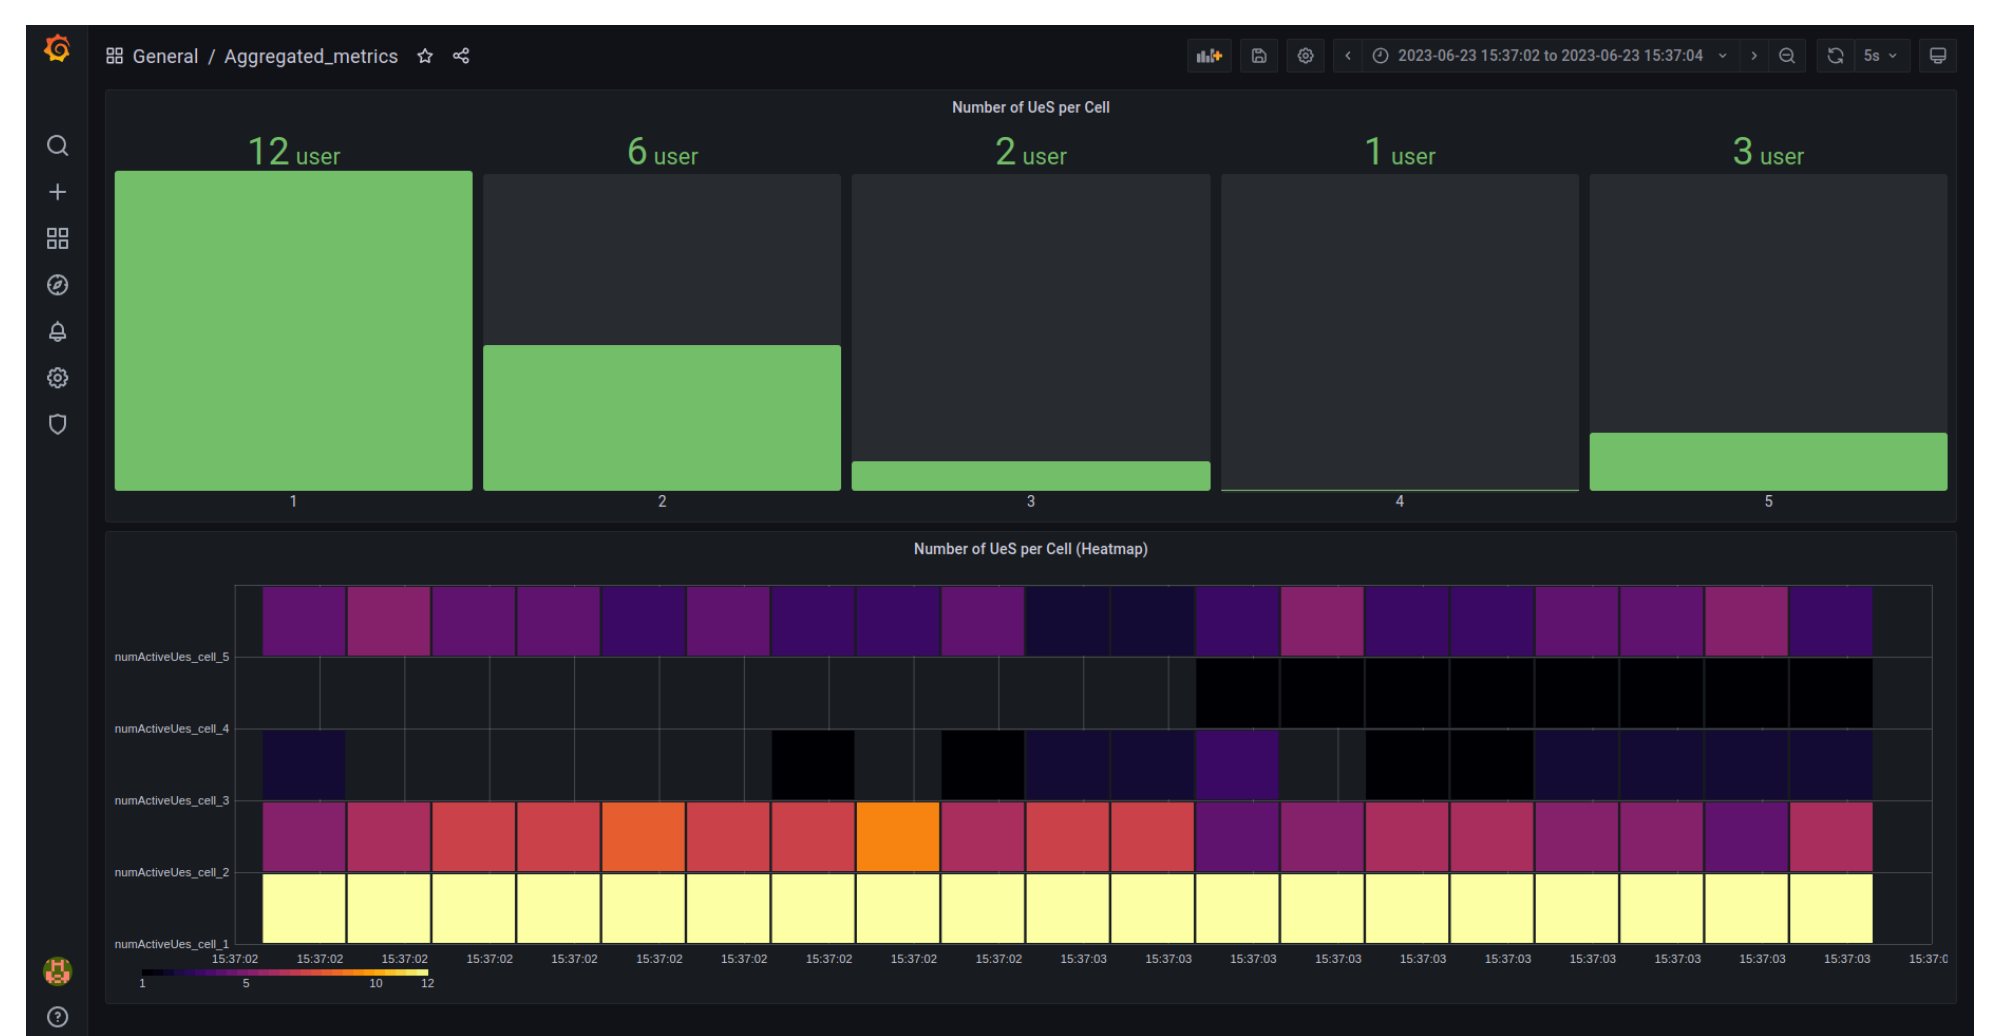 General / Aggregated_metrics
2023-06-23 15:37:02 to 2023-06-23 15:37:04
5s
Number of UeS per Cell
12 user
6 user
2 user
1 user
3 user
1
2
3
4
5
Number of UeS per Cell (Heatmap)
numActiveUes_cell_5
numActiveUes_cell_4
numActiveUes_cell_3
numActiveUes_cell_2
numActiveUes_cell_1
15:37:02 15:37:02 15:37:02 15:37:02 15:37:02 15:37:02 15:37:02 15:37:02 15:37:02 15:37:02 15:37:03 15:37:03 15:37:03 15:37:03 15:37:03 15:37:03 15:37:03 15:37:03 15:37:03 15:37:03 15:37:0
1 5 10 12